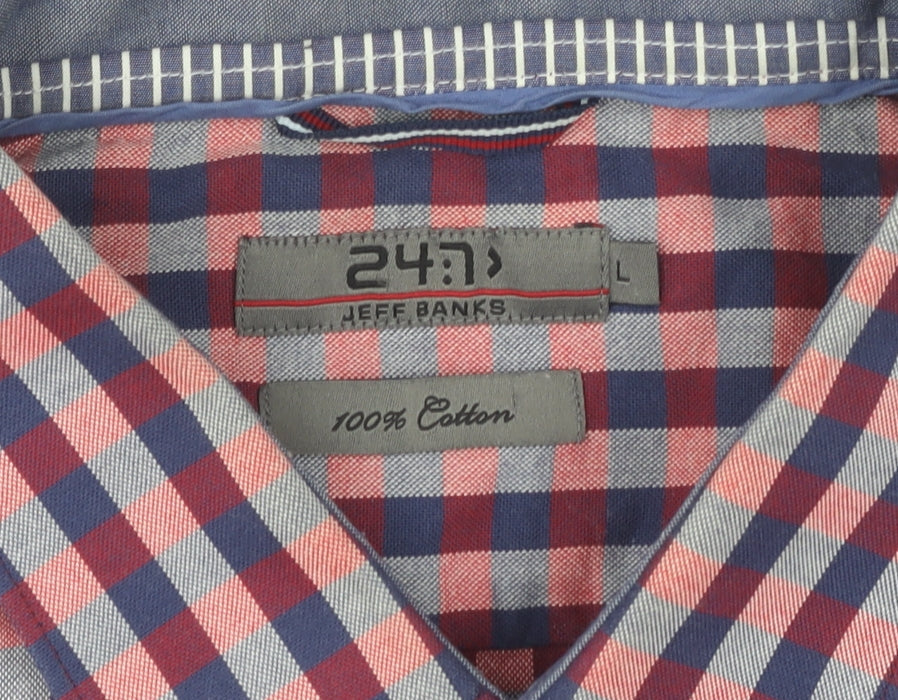 24:7>
L
JEFF BANKS
100% Cotton